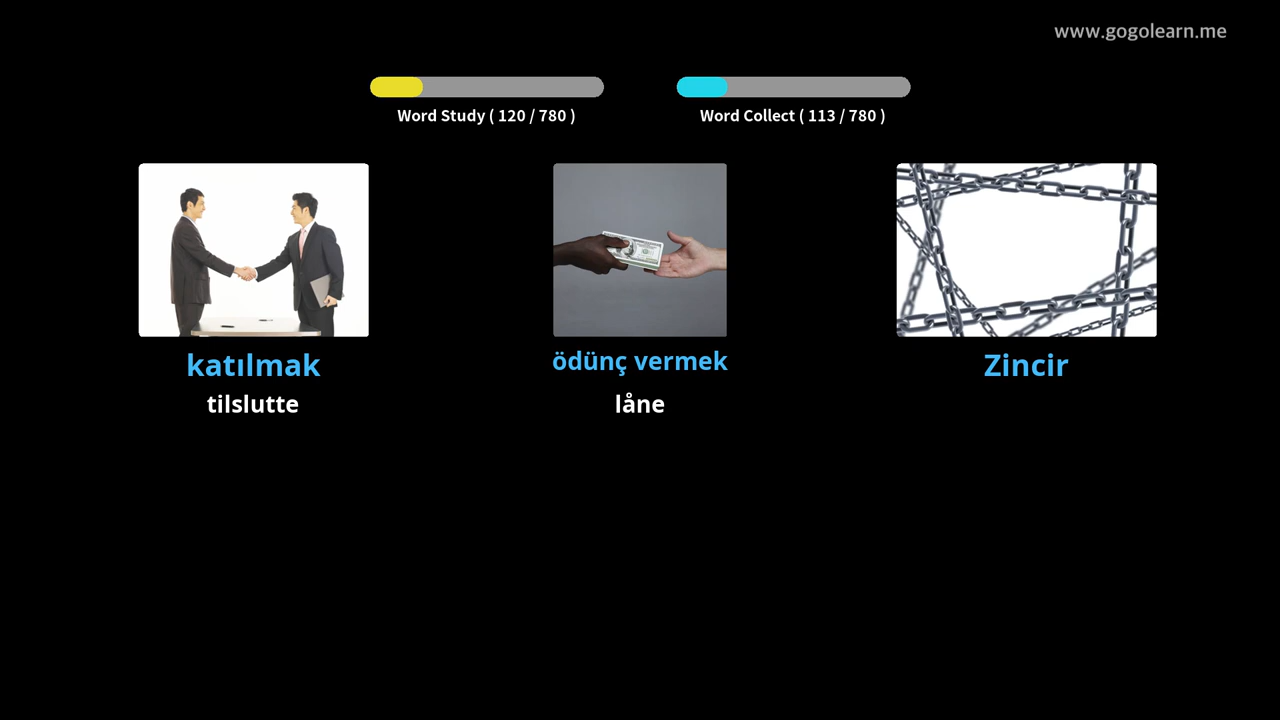 www.gogolearn.me
Word Study ( 120 / 780 )
Word Collect ( 113 / 780 )
katılmak
tilslutte
ödünç vermek
låne
Zincir